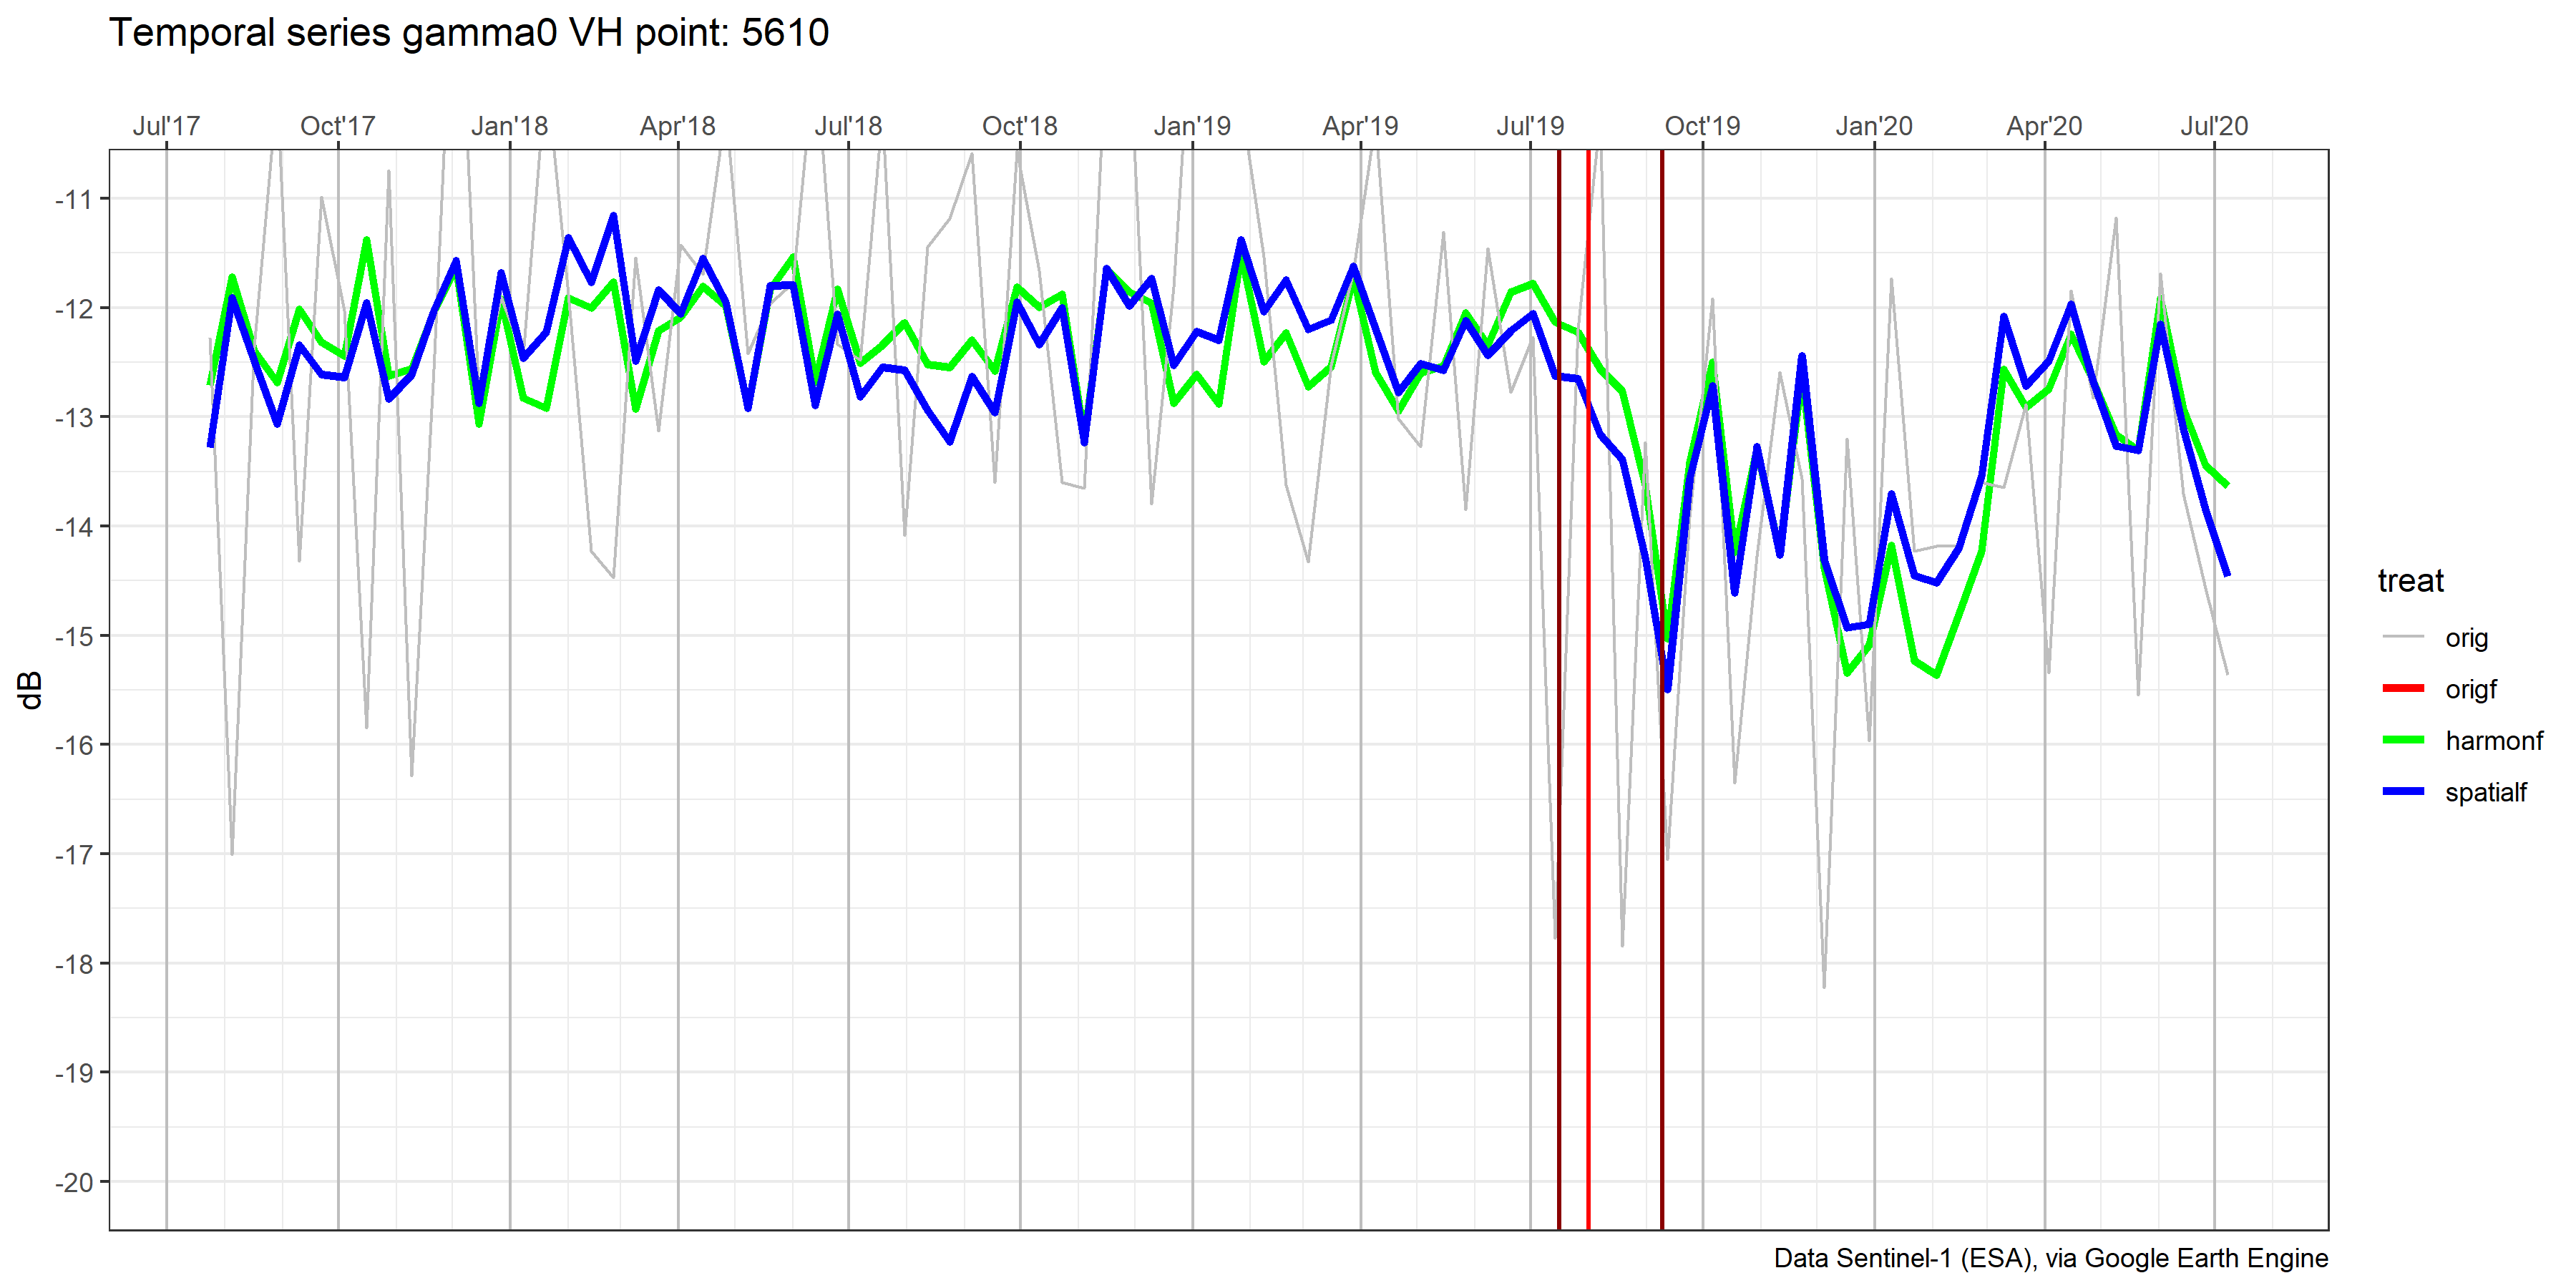 Temporal series gamma0 VH point: 5610
Jul'17 Oct'17 Jan'18 Apr'18 Jul'18 Oct'18 Jan'19 Apr'19 Jul'19 Oct'19 Jan'20 Apr'20 Jul'20
-11
-12
-13
-14
-15
-16
-17
-18
-19
-20
dB
treat
orig
origf
harmonf
spatialf
Data Sentinel-1 (ESA), via Google Earth Engine